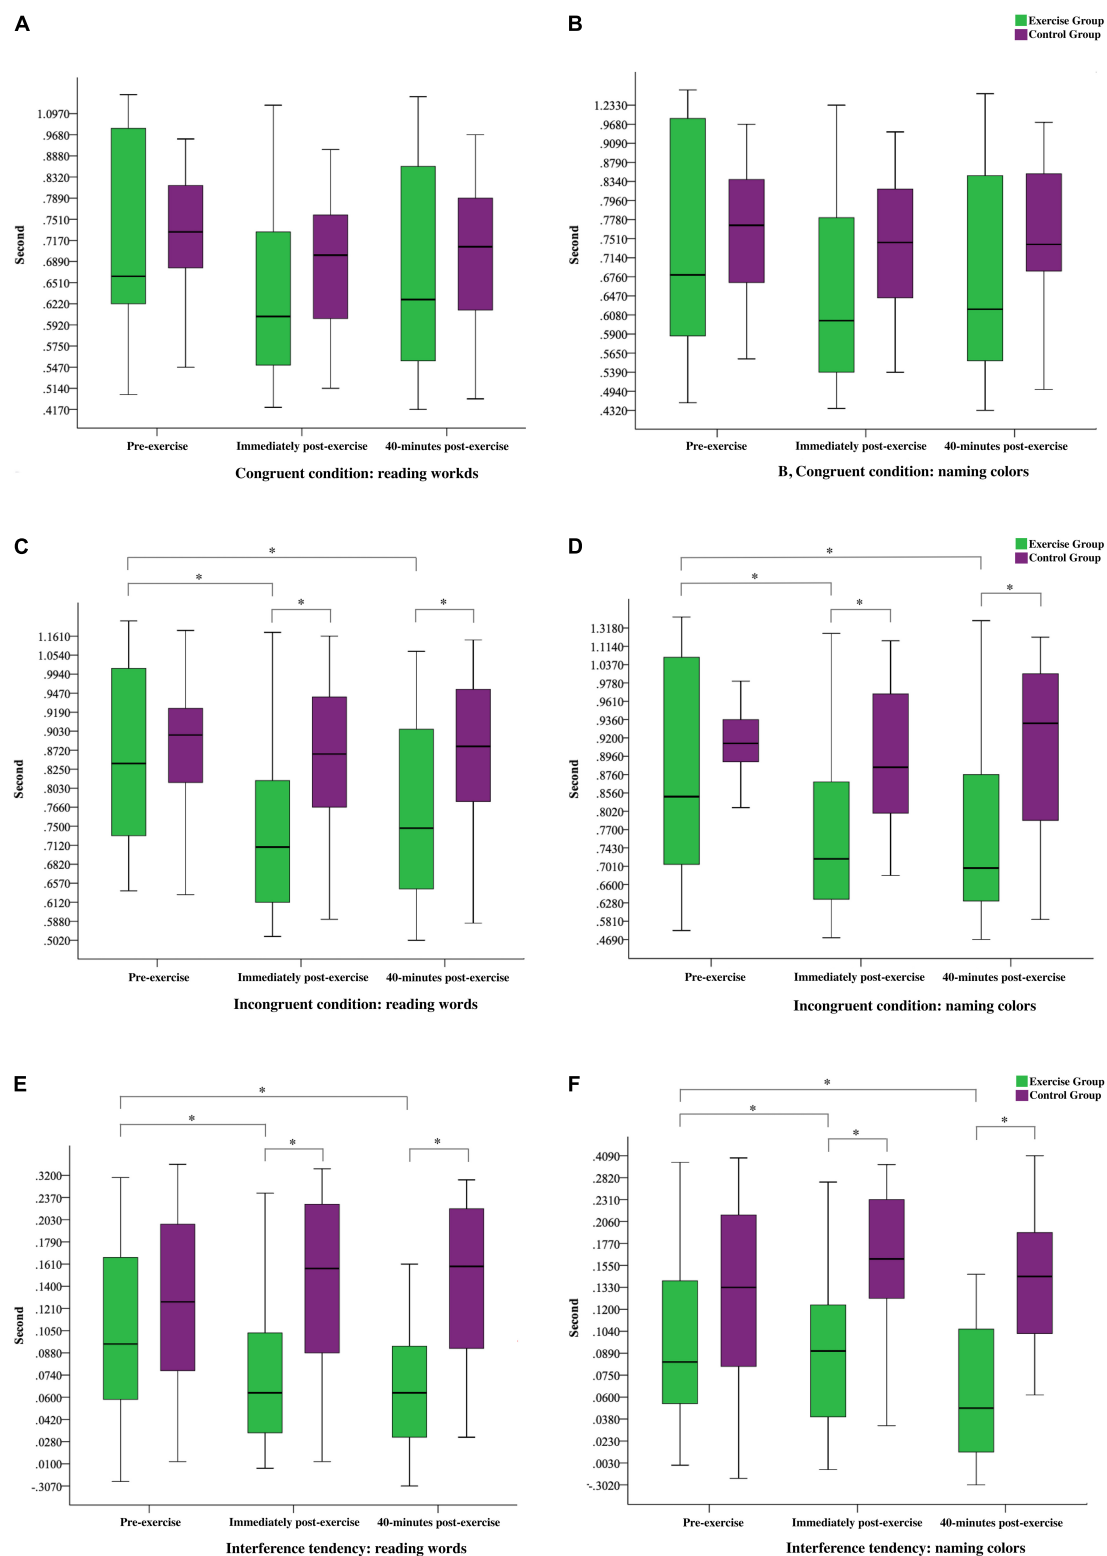 A
B
Exercise Group
Control Group
1.0970
.9680
.8880
.8320
.7890
.7510
.7170
.6890
.6510
.6220
.5920
.5750
.5470
.5140
.4170
Second
Pre-exercise
Immediately post-exercise
40-minutes post-exercise
Congruent condition: reading workds
1.2330
.9680
.9090
.8790
.8340
.7960
.7780
.7510
.7140
.6760
.6470
.6080
.5900
.5650
.5390
.4940
.4320
Second
Pre-exercise
Immediately post-exercise
40-minutes post-exercise
B, Congruent condition: naming colors
C
D
Exercise Group
Control Group
*
*
*
*
1.1610
1.0540
.9940
.9470
.9190
.9030
.8720
.8250
.8030
.7660
.7500
.7120
.6820
.6570
.6120
.5880
.5020
Second
Pre-exercise
Immediately post-exercise
40-minutes post-exercise
Incongruent condition: reading words
*
*
*
*
1.3180
1.1140
1.0370
.9780
.9610
.9360
.9200
.8960
.8760
.8560
.8020
.7700
.7430
.7010
.6600
.6280
.5810
.4690
Second
Pre-exercise
Immediately post-exercise
40-minutes post-exercise
Incongruent condition: naming colors
E
F
Exercise Group
Control Group
*
*
*
*
.3200
.2370
.2030
.1790
.1610
.1400
.1210
.1050
.0880
.0740
.0600
.0420
.0280
.0100
-.3070
Second
Pre-exercise
Immediately post-exercise
40-minutes post-exercise
Interference tendency: reading words
*
*
*
*
.4090
.2820
.2310
.2060
.1770
.1550
.1330
.1200
.1040
.0890
.0750
.0600
.0380
.0230
.0030
-.3020
Second
Pre-exercise
Immediately post-exercise
40-minutes post-exercise
Interference tendency: naming colors